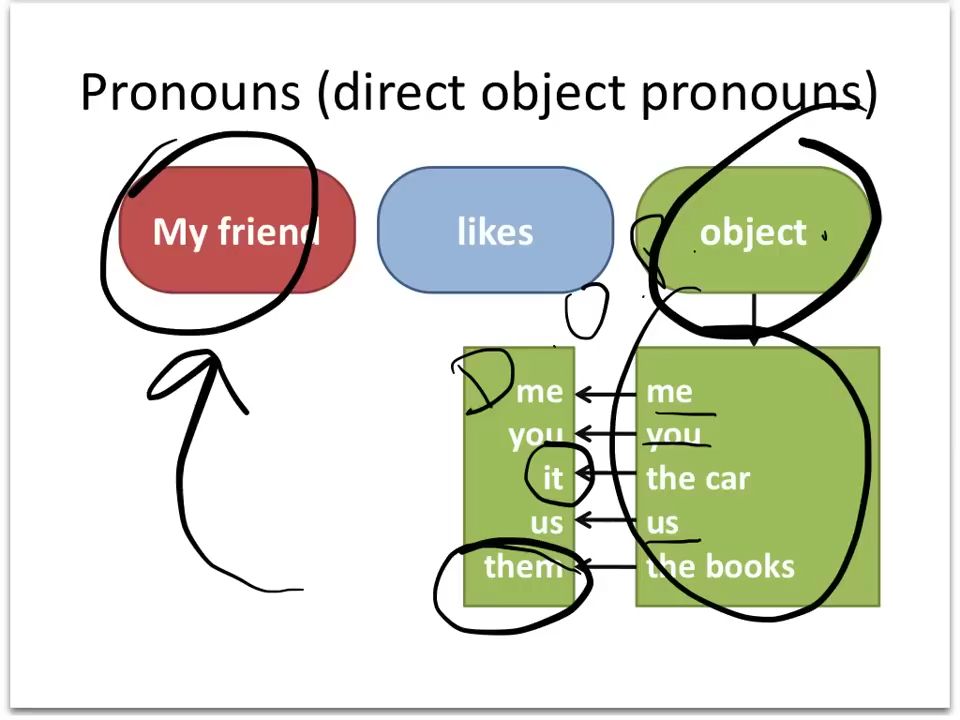 Pronouns (direct object pronouns)
My friend likes object
me me
you you
it the car
us us
them the books